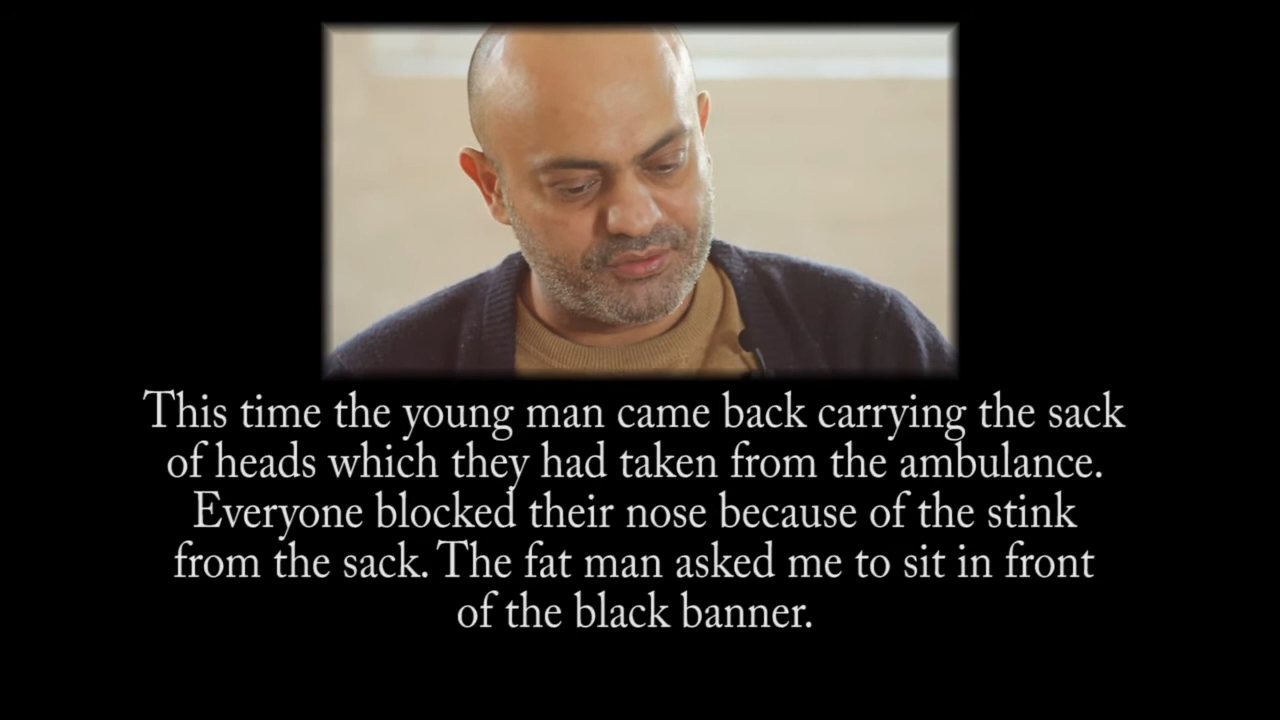 This time the young man came back carrying the sack
of heads which they had taken from the ambulance.
Everyone blocked their nose because of the stink
from the sack. The fat man asked me to sit in front
of the black banner.